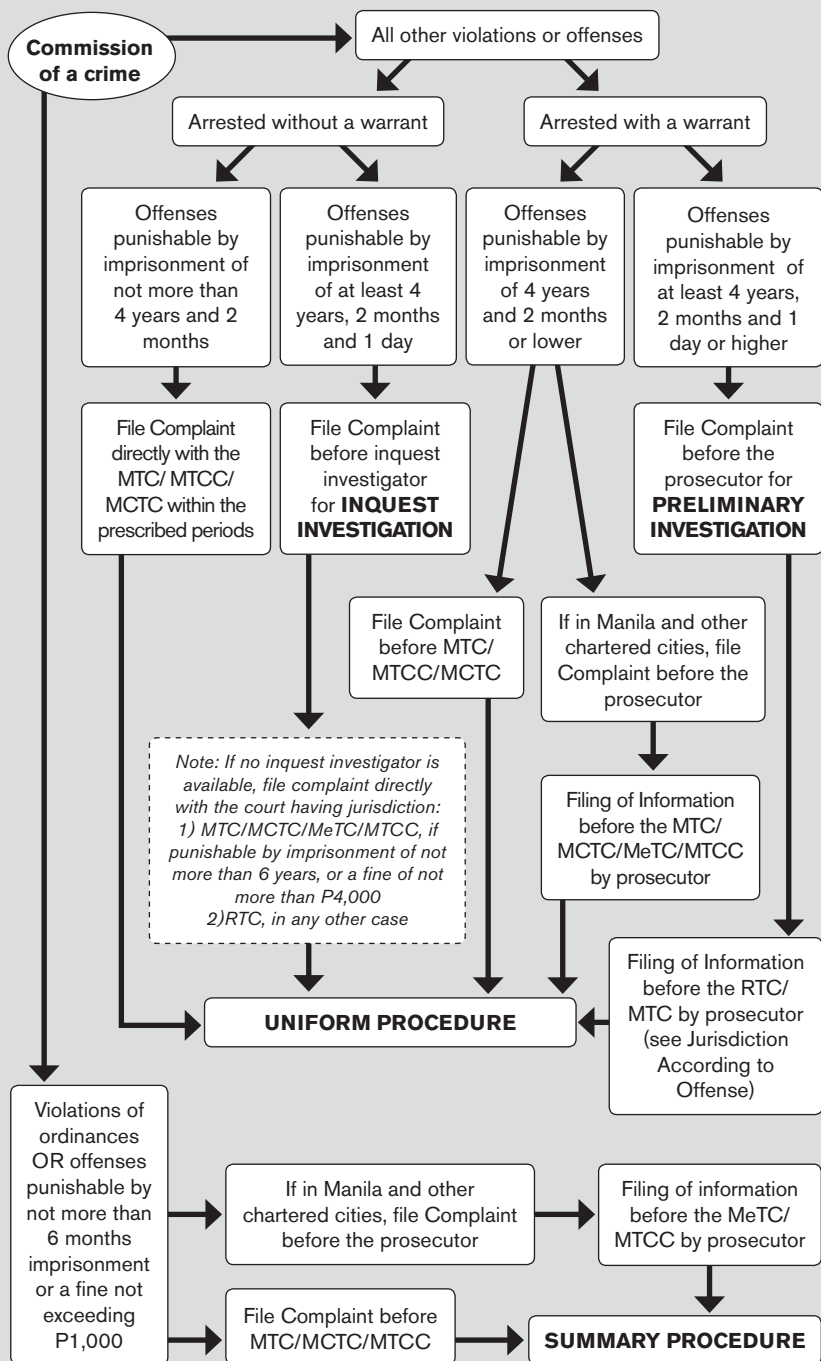 Commission
of a crime
All other violations or offenses
Arrested without a warrant
Arrested with a warrant
Offenses
punishable by
imprisonment of
not more than
4 years and 2
months
Offenses
punishable by
imprisonment
of at least 4
years, 2 months
and 1 day
Offenses
punishable by
imprisonment
of 4 years
and 2 months
or lower
Offenses
punishable by
imprisonment of
at least 4 years,
2 months and 1
day or higher
File Complaint
directly with the
MTC/ MTCC/
MCTC within the
prescribed periods
File Complaint
before inquest
investigator
for INQUEST
INVESTIGATION
File Complaint
before the
prosecutor for
PRELIMINARY
INVESTIGATION
File Complaint
before MTC/
MTCC/MCTC
If in Manila and other
chartered cities, file
Complaint before the
prosecutor
Note: If no inquest investigator is
available, file complaint directly
with the court having jurisdiction:
1) MTC/MCTC/MeTC/MTCC, if
punishable by imprisonment of not
more than 6 years, or a fine of not
more than P4,000
2)RTC, in any other case
Filing of Information
before the MTC/
MCTC/MeTC/MTCC
by prosecutor
Filing of Information
before the RTC/
MTC by prosecutor
(see Jurisdiction
According to
Offense)
UNIFORM PROCEDURE
Violations of
ordinances
OR offenses
punishable by
not more than
6 months
imprisonment
or a fine not
exceeding
P1,000
If in Manila and other
chartered cities, file Complaint
before the prosecutor
Filing of information
before the MeTC/
MTCC by prosecutor
File Complaint before
MTC/MCTC/MTCC
SUMMARY PROCEDURE